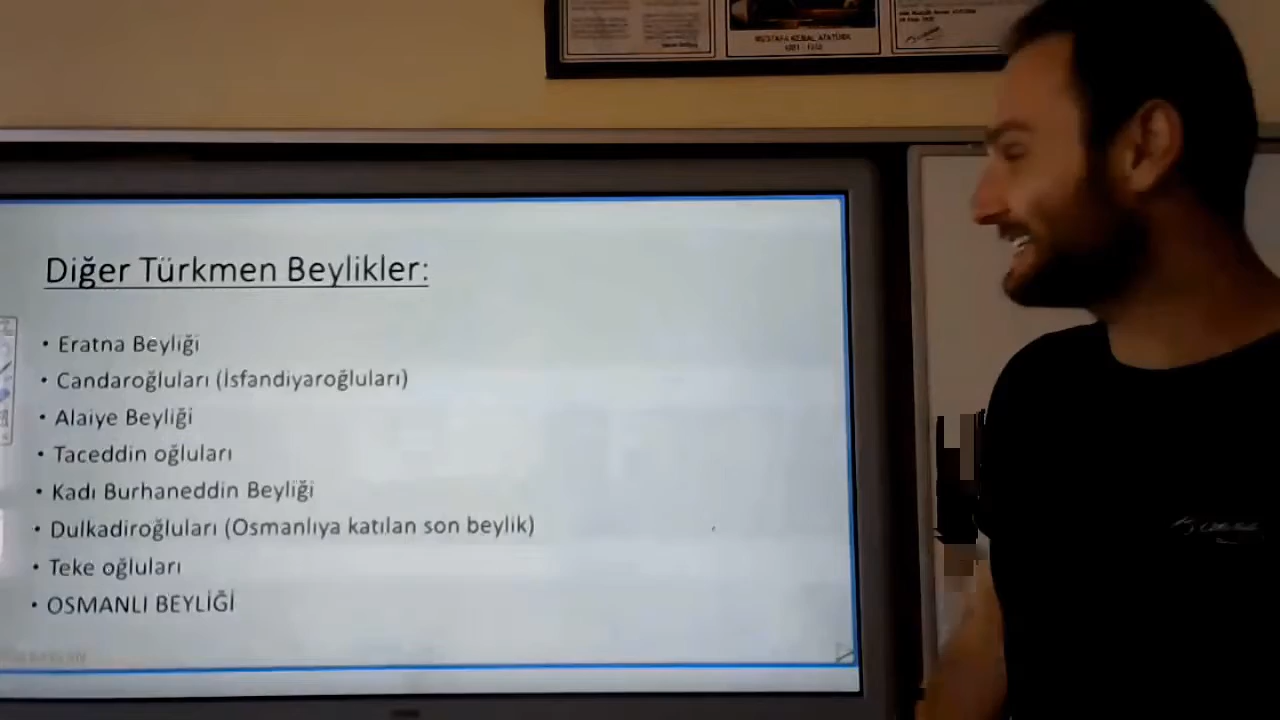 MUSTAFA KEMAL ATATÜRK
Diğer Türkmen Beylikler:
• Eratna Beyliği
• Candaroğluları (İsfandiyaroğluları)
• Alaiye Beyliği
• Taceddin oğluları
• Kadı Burhaneddin Beyliği
• Dulkadiroğluları (Osmanlıya katılan son beylik)
• Teke oğluları
• OSMANLI BEYLİĞİ